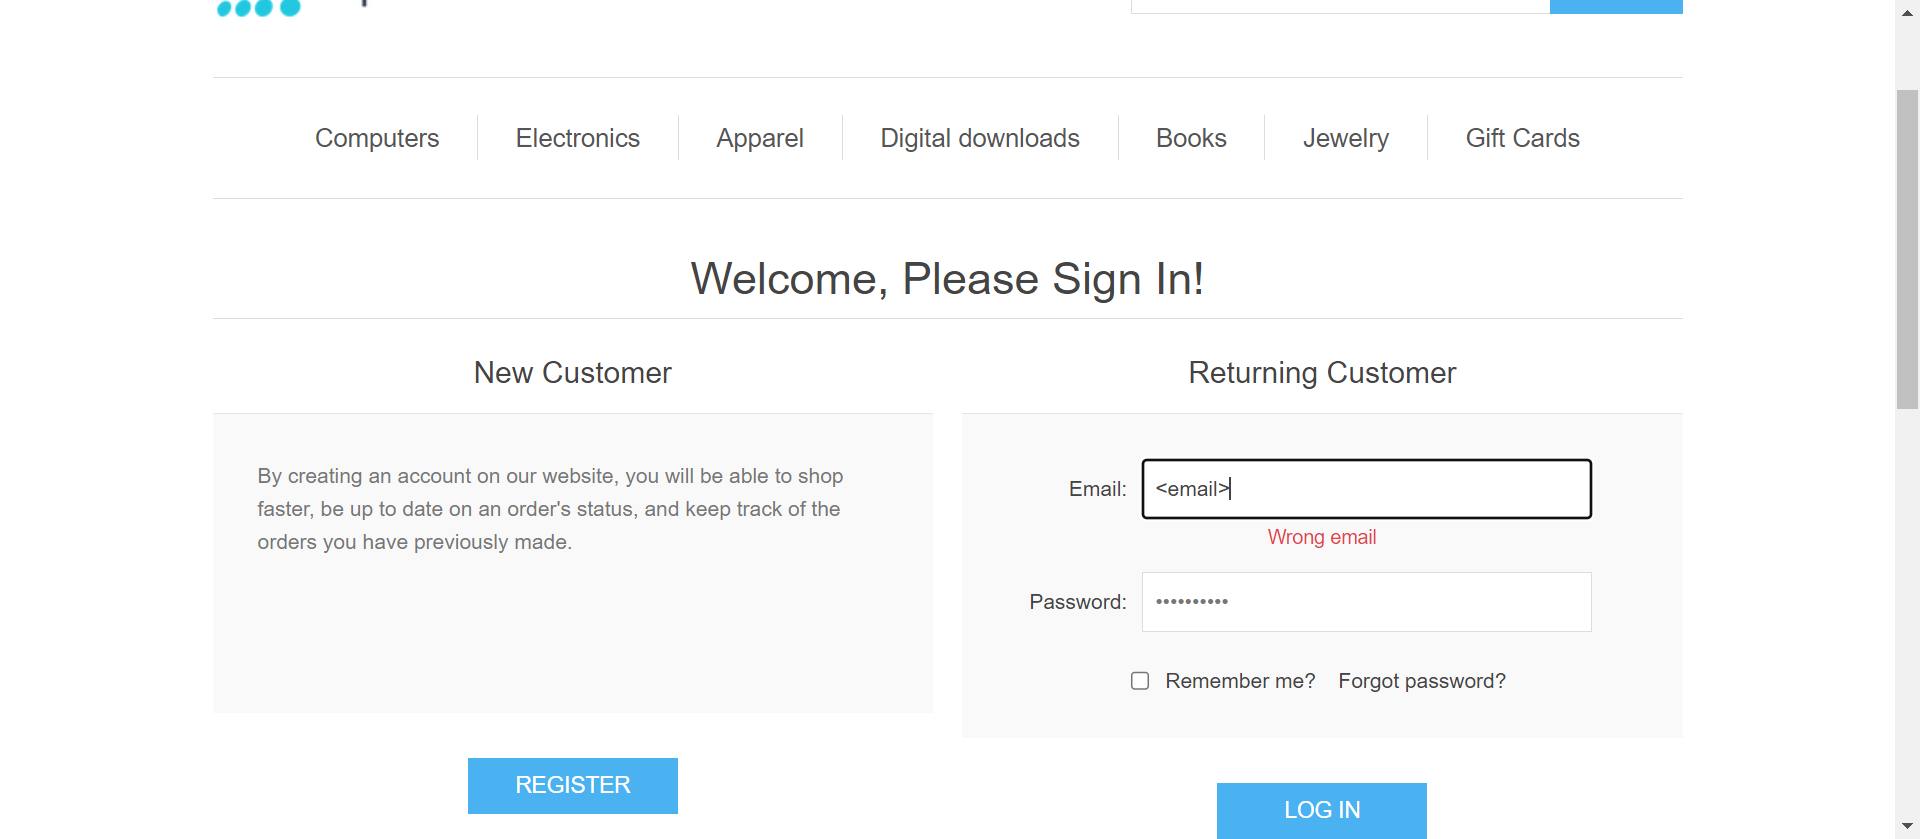 Computers
Electronics
Apparel
Digital downloads
Books
Jewelry
Gift Cards
Welcome, Please Sign In!
New Customer
By creating an account on our website, you will be able to shop
faster, be up to date on an order's status, and keep track of the
orders you have previously made.
REGISTER
Returning Customer
Email:
<email>
Wrong email
Password:
••••••••••
Remember me?
Forgot password?
LOG IN